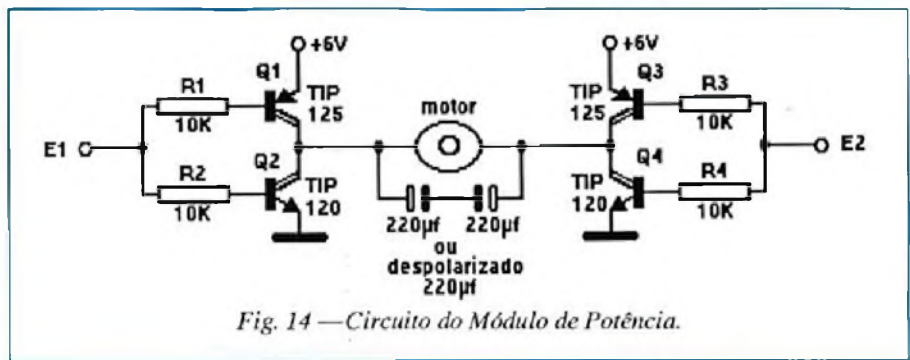 +6V
+6V
Q1
Q3
R1
TIP
125
motor
TIP
125
R3
10K
10K
E1
E2
Q2
Q4
R2
TIP
120
TIP
120
R4
10K
220µf
220µf
10K
ou
despolarizado
220µf
Fig. 14 — Circuito do Módulo de Potência.